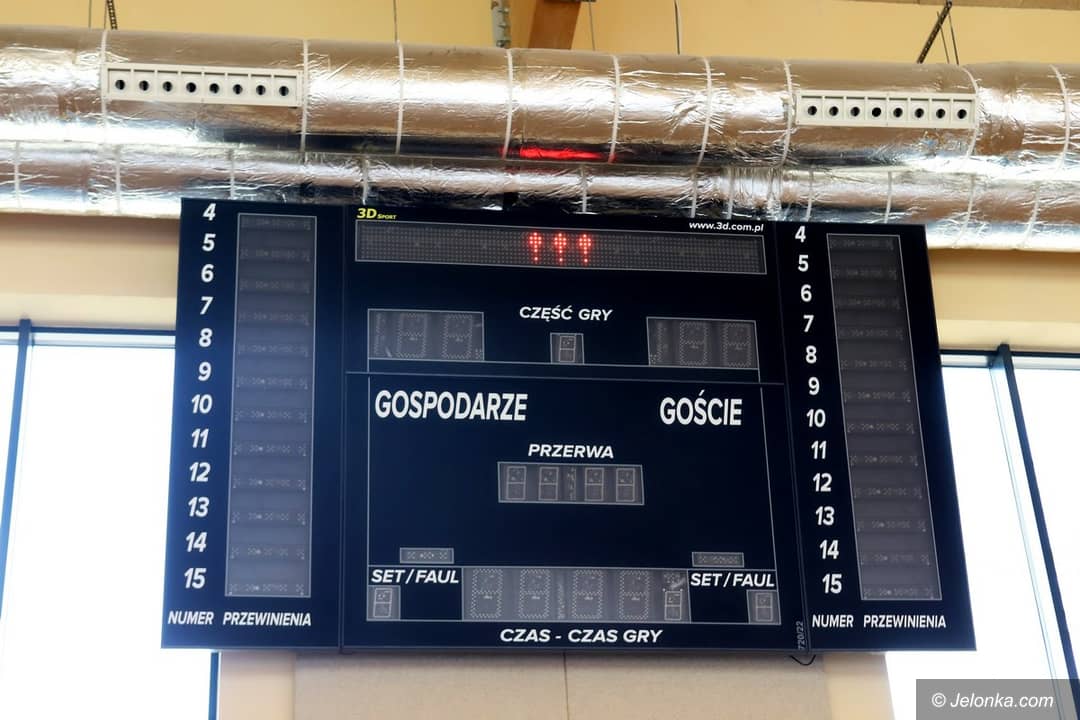 3D SPORT
www.3d.com.pl
!!!
CZĘŚĆ GRY
GOSPODARZE
GOŚCIE
PRZERWA
SET / FAUL
SET / FAUL
CZAS - CZAS GRY
4
5
6
7
8
9
10
11
12
13
14
15
NUMER PRZEWINIENIA
4
5
6
7
8
9
10
11
12
13
14
15
NUMER PRZEWINIENIA
720/22
© Jelonka.com